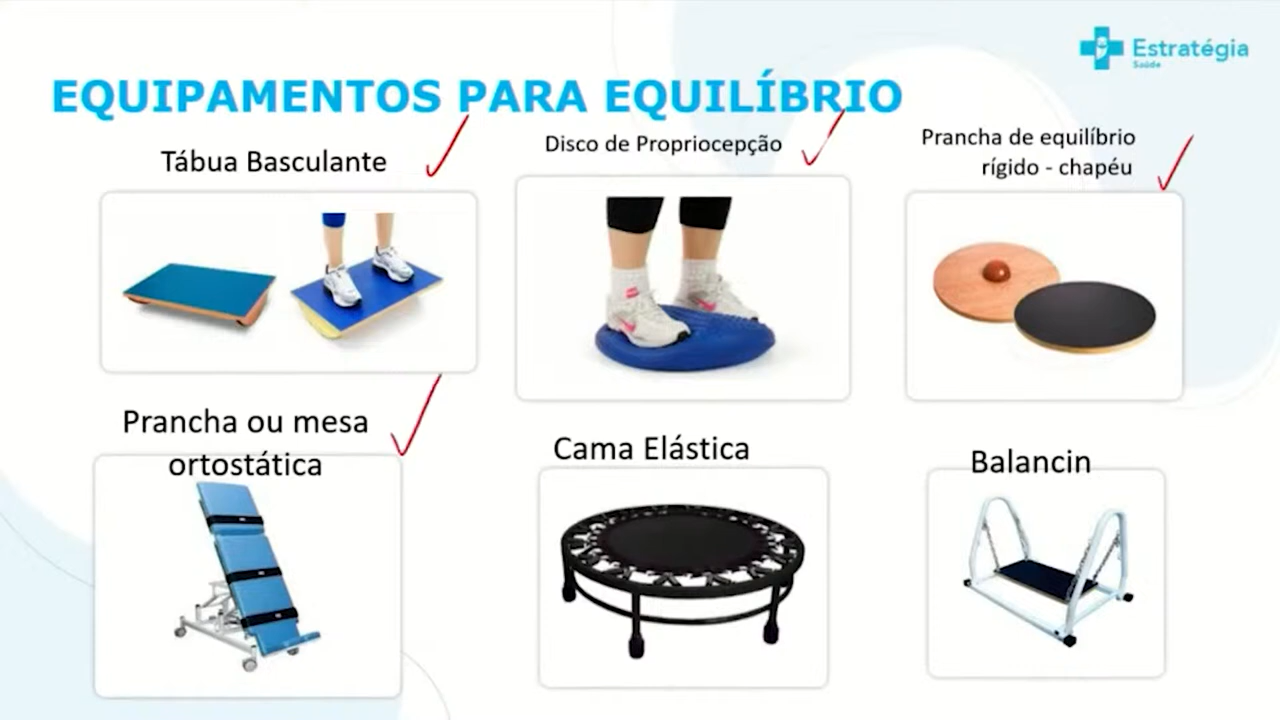 Estratégia
Saúde
EQUIPAMENTOS PARA EQUILÍBRIO
Tábua Basculante
Disco de Propriocepção
Prancha de equilíbrio
rígido - chapéu
Prancha ou mesa
ortostática
Cama Elástica
Balancin